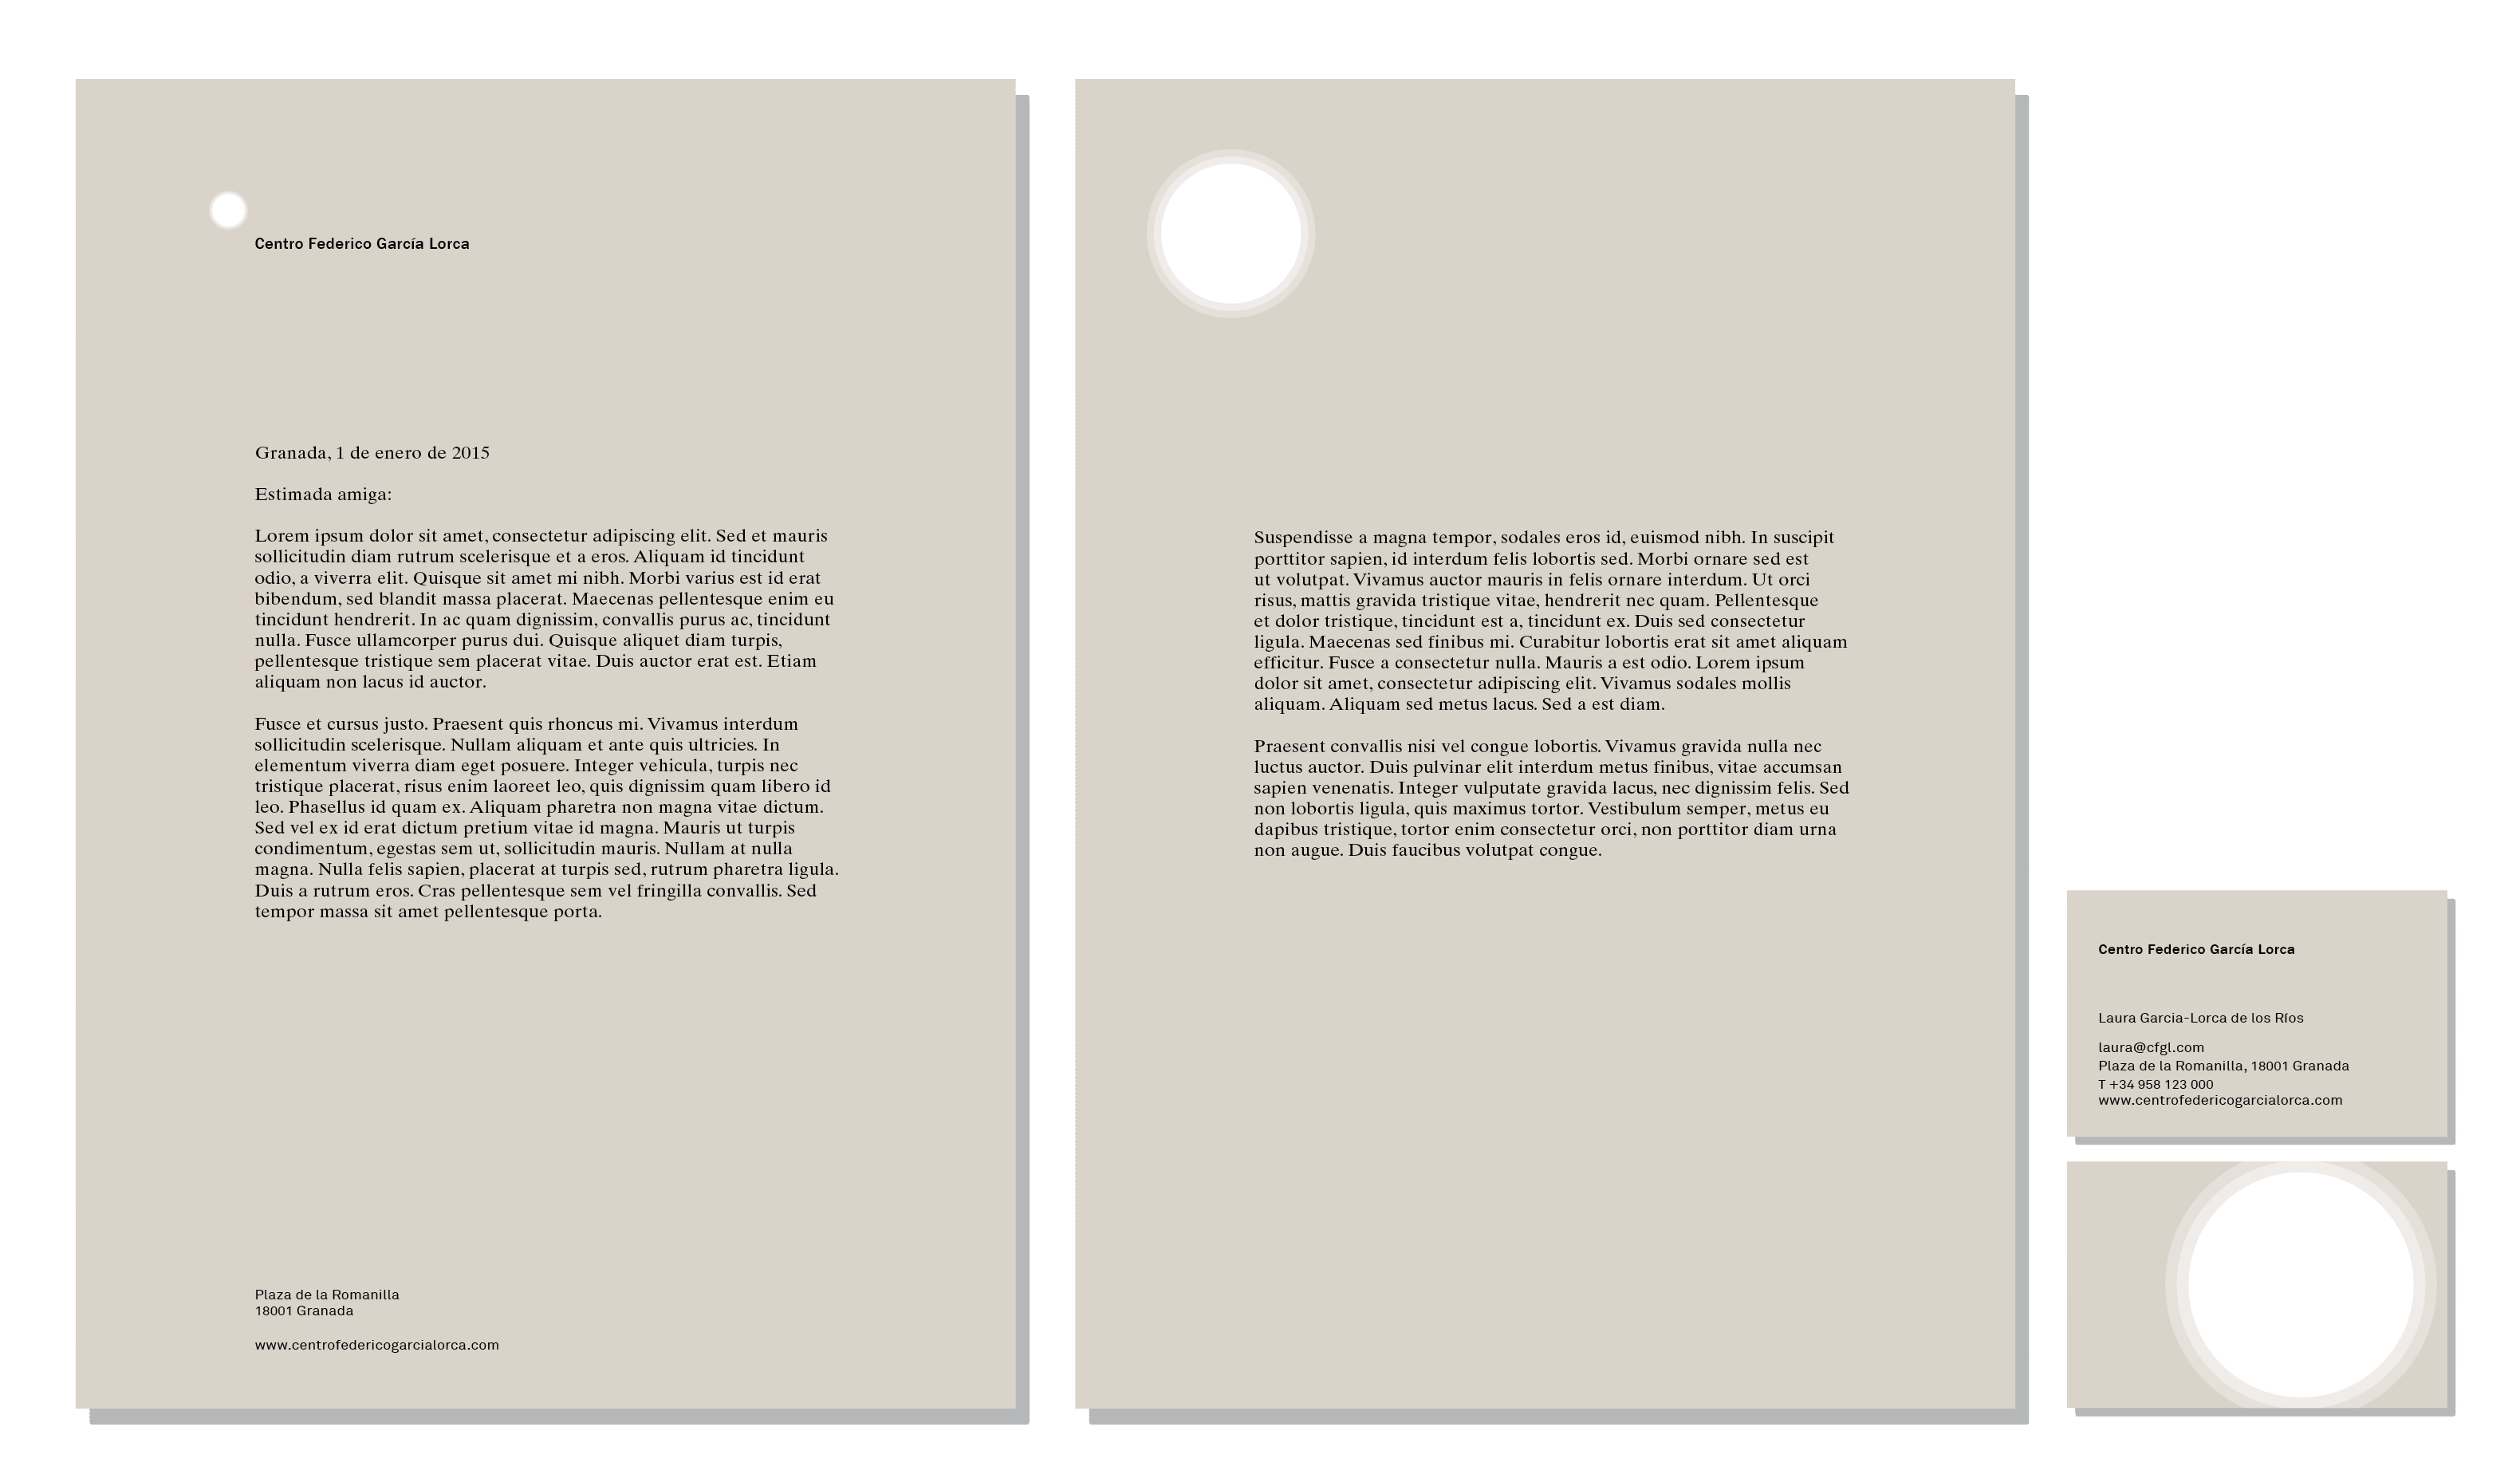 Centro Federico García Lorca
Granada, 1 de enero de 2015
Estimada amiga:
Lorem ipsum dolor sit amet, consectetur adipiscing elit. Sed et mauris
sollicitudin diam rutrum scelerisque et a eros. Aliquam id tincidunt
odio, a viverra elit. Quisque sit amet mi nibh. Morbi varius est id erat
bibendum, sed blandit massa placerat. Maecenas pellentesque enim eu
tincidunt hendrerit. In ac quam dignissim, convallis purus ac, tincidunt
nulla. Fusce ullamcorper purus dui. Quisque aliquet diam turpis,
pellentesque tristique sem placerat vitae. Duis auctor erat est. Etiam
aliquam non lacus id auctor.
Fusce et cursus justo. Praesent quis rhoncus mi. Vivamus interdum
sollicitudin scelerisque. Nullam aliquam et ante quis ultricies. In
elementum viverra diam eget posuere. Integer vehicula, turpis nec
tristique placerat, risus enim laoreet leo, quis dignissim quam libero id
leo. Phasellus id quam ex. Aliquam pharetra non magna vitae dictum.
Sed vel ex id erat dictum pretium vitae id magna. Mauris ut turpis
condimentum, egestas sem ut, sollicitudin mauris. Nullam at nulla
magna. Nulla felis sapien, placerat at turpis sed, rutrum pharetra ligula.
Duis a rutrum eros. Cras pellentesque sem vel fringilla convallis. Sed
tempor massa sit amet pellentesque porta.
Plaza de la Romanilla
18001 Granada
www.centrofedericogarcialorca.com
Suspendisse a magna tempor, sodales eros id, euismod nibh. In suscipit
porttitor sapien, id interdum felis lobortis sed. Morbi ornare sed est
ut volutpat. Vivamus auctor mauris in felis ornare interdum. Ut orci
risus, mattis gravida tristique vitae, hendrerit nec quam. Pellentesque
et dolor tristique, tincidunt est a, tincidunt ex. Duis sed consectetur
ligula. Maecenas sed finibus mi. Curabitur lobortis erat sit amet aliquam
efficitur. Fusce a consectetur nulla. Mauris a est odio. Lorem ipsum
dolor sit amet, consectetur adipiscing elit. Vivamus sodales mollis
aliquam. Aliquam sed metus lacus. Sed a est diam.
Praesent convallis nisi vel congue lobortis. Vivamus gravida nulla nec
luctus auctor. Duis pulvinar elit interdum metus finibus, vitae accumsan
sapien venenatis. Integer vulputate gravida lacus, nec dignissim felis. Sed
non lobortis ligula, quis maximus tortor. Vestibulum semper, metus eu
dapibus tristique, tortor enim consectetur orci, non porttitor diam urna
non augue. Duis faucibus volutpat congue.
Centro Federico García Lorca
Laura Garcia-Lorca de los Ríos
laura@cfgl.com
Plaza de la Romanilla, 18001 Granada
T +34 958 123 000
www.centrofedericogarcialorca.com